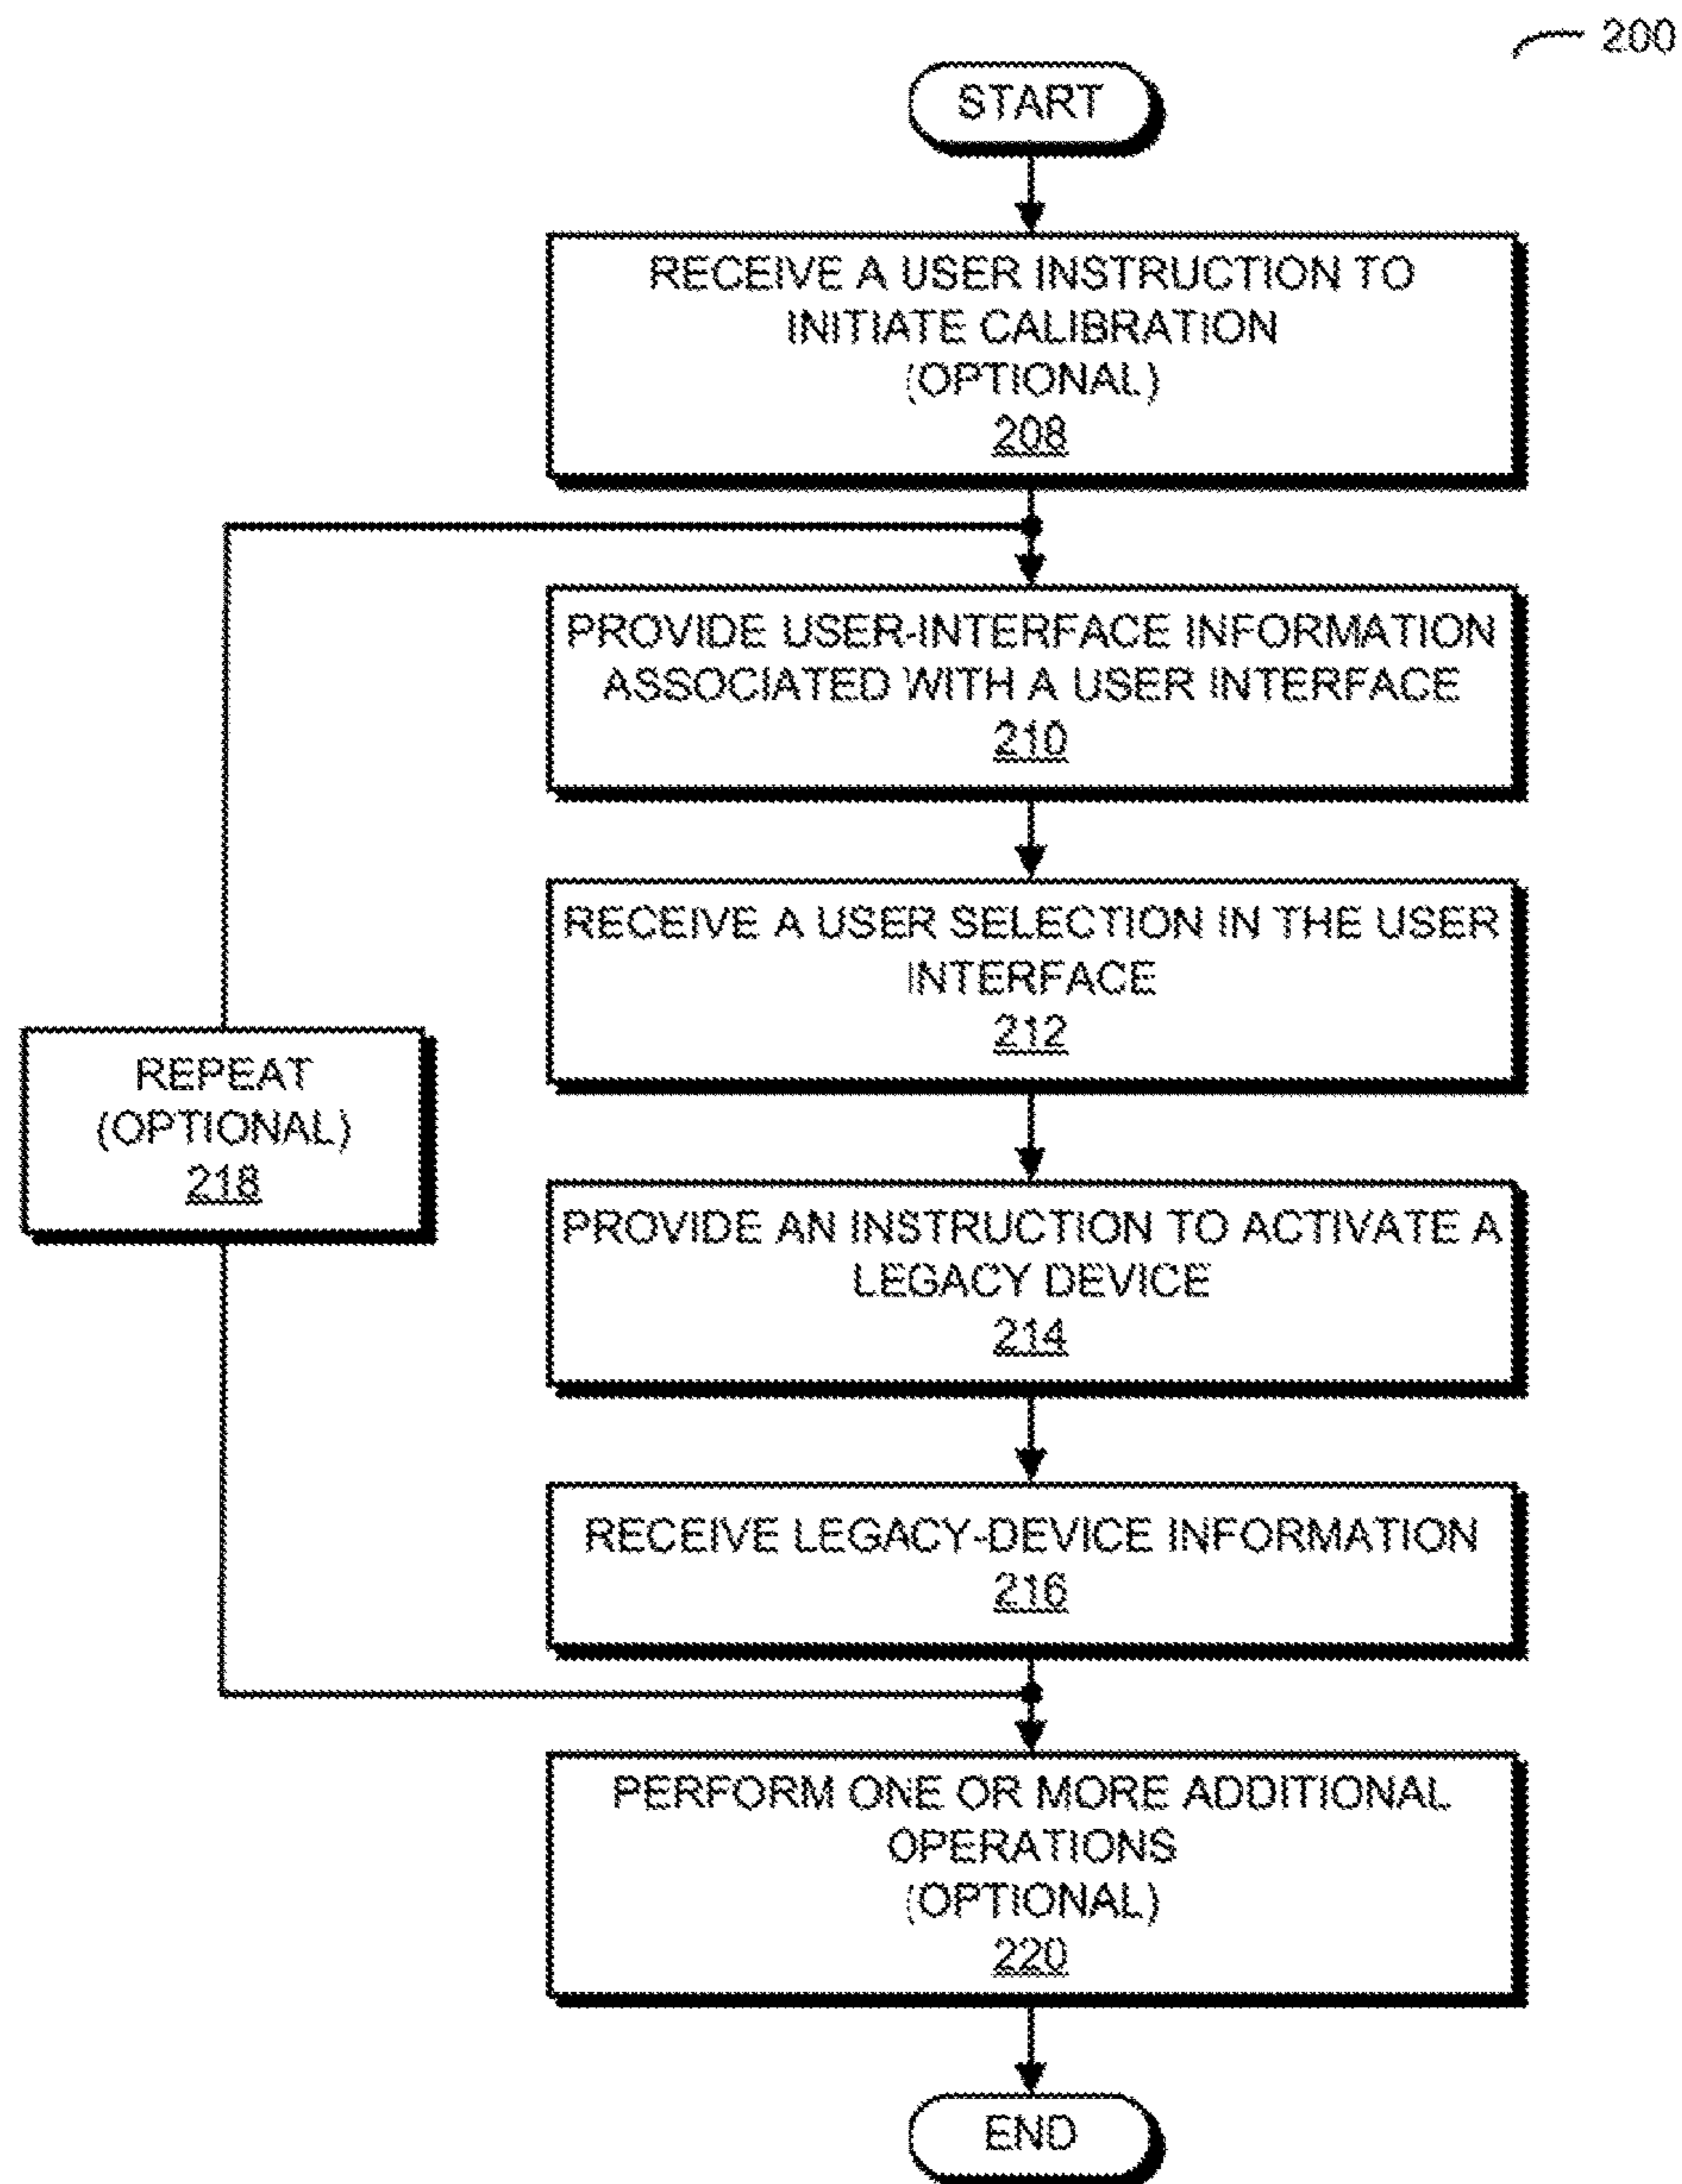 200
START
RECEIVE A USER INSTRUCTION TO
INITIATE CALIBRATION
(OPTIONAL)
208
PROVIDE USER-INTERFACE INFORMATION
ASSOCIATED WITH A USER INTERFACE
210
RECEIVE A USER SELECTION IN THE USER
INTERFACE
212
REPEAT
(OPTIONAL)
218
PROVIDE AN INSTRUCTION TO ACTIVATE A
LEGACY DEVICE
214
RECEIVE LEGACY-DEVICE INFORMATION
216
PERFORM ONE OR MORE ADDITIONAL
OPERATIONS
(OPTIONAL)
220
END